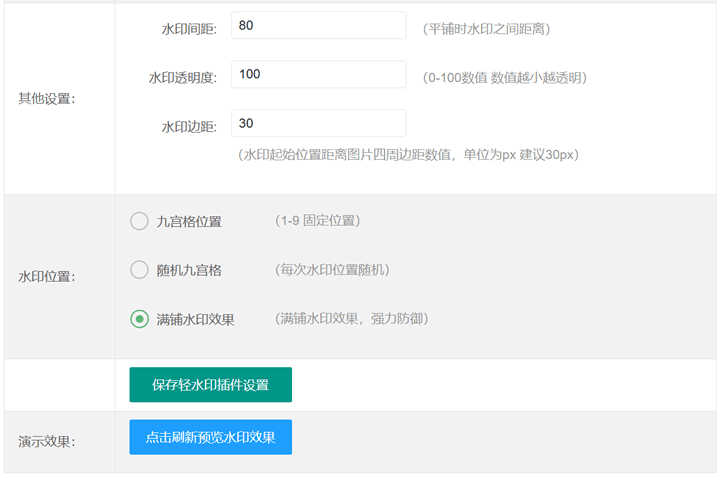 水印间距: 80 （平铺时水印之间距离）
其他设置： 水印透明度: 100 （0-100数值 数值越小越透明）
水印边距: 30
（水印起始位置距离图片四周边距数值，单位为px 建议30px）
水印位置： 九宫格位置 （1-9 固定位置）
随机九宫格 （每次水印位置随机）
满铺水印效果 （满铺水印效果，强力防御）
保存轻水印插件设置
演示效果： 点击刷新预览水印效果